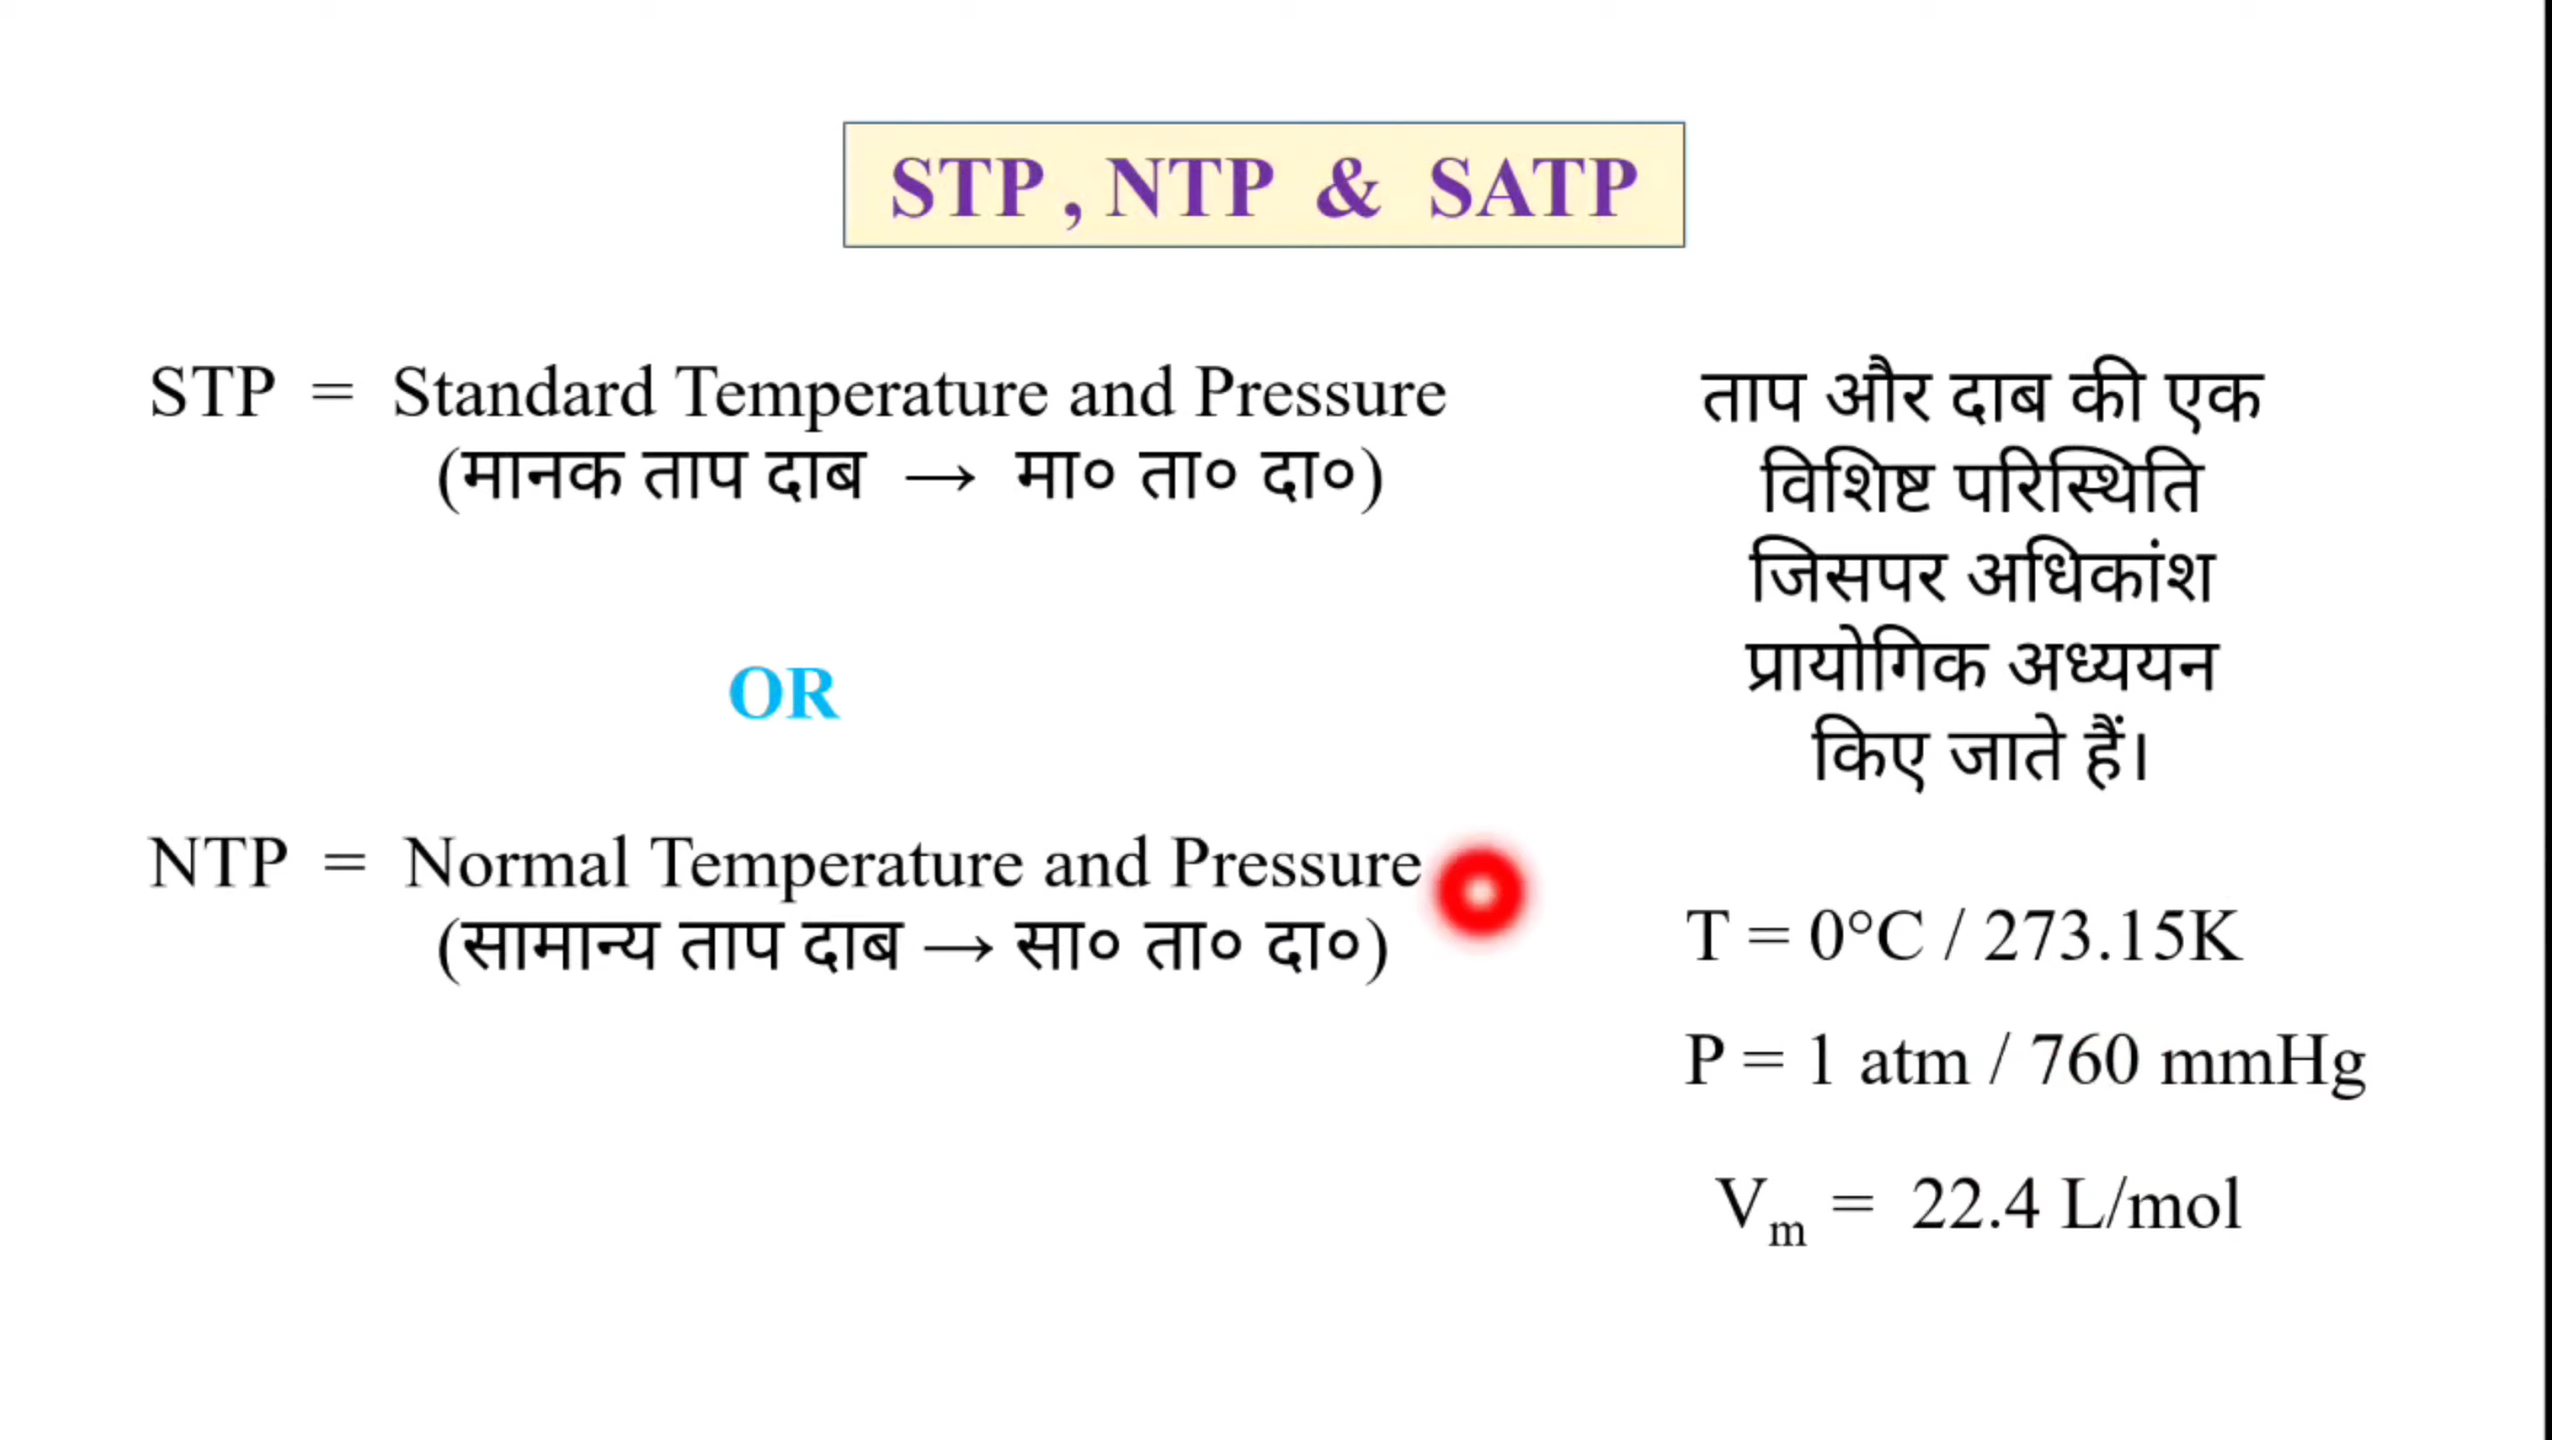 STP , NTP & SATP
STP = Standard Temperature and Pressure
(मानक ताप दाब → मा० ता० दा०)
OR
NTP = Normal Temperature and Pressure
(सामान्य ताप दाब → सा० ता० दा०)
ताप और दाब की एक
विशिष्ट परिस्थिति
जिसपर अधिकांश
प्रायोगिक अध्ययन
किए जाते हैं।
T = 0°C / 273.15K
P = 1 atm / 760 mmHg
Vₘ = 22.4 L/mol